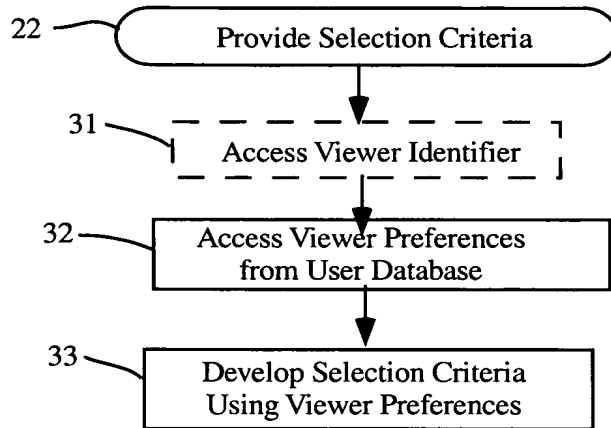 22
Provide Selection Criteria
31
Access Viewer Identifier
32
Access Viewer Preferences
from User Database
33
Develop Selection Criteria
Using Viewer Preferences